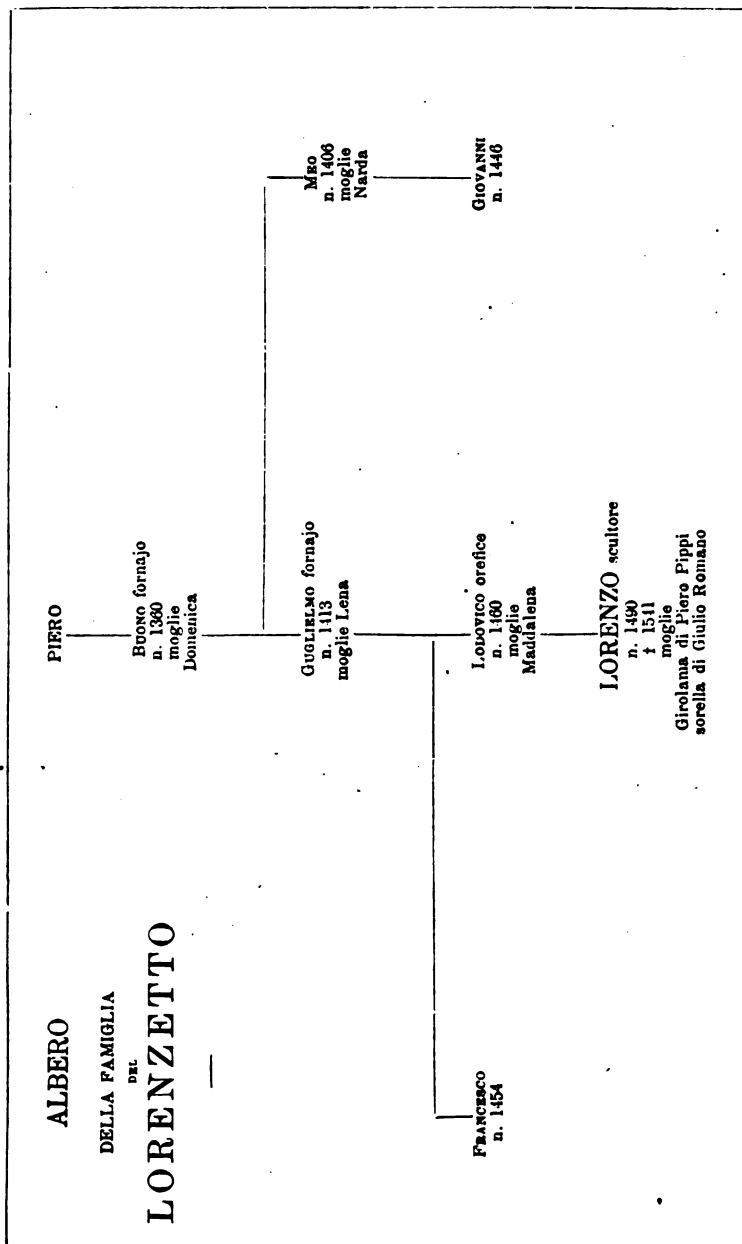 ALBERO
DELLA FAMIGLIA
DEL
LORENZETTO
PIERO
BUONO fornajo
n. 1360
moglie
Domenica
GUGLIELMO fornajo
n. 1413
moglie Lena
MEO
n. 1406
moglie
Narda
FRANCESCO
n. 1454
LODOVICO orefice
n. 1460
moglie
Maddalena
GIOVANNI
n. 1446
LORENZO scultore
n. 1490
† 1541
moglie
Girolama di Piero Pippi
sorella di Giulio Romano